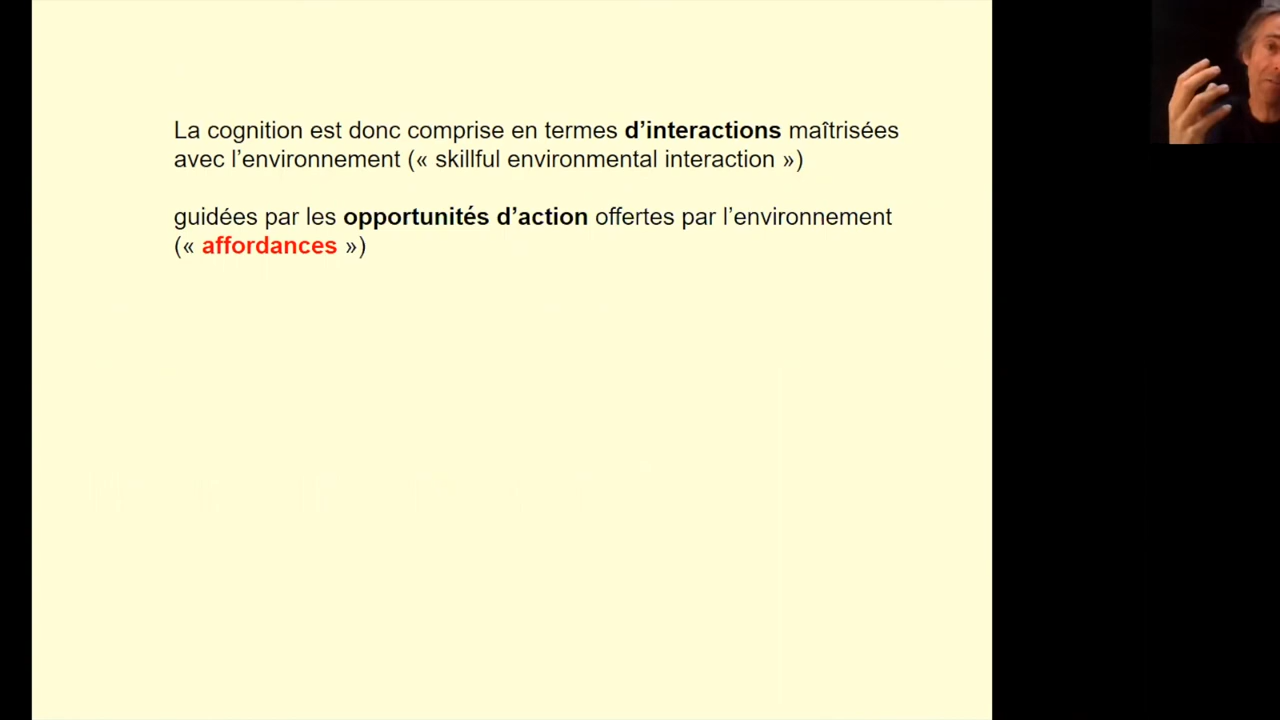 La cognition est donc comprise en termes d’interactions maîtrisées
avec l’environnement (« skillful environmental interaction »)
guidées par les opportunités d’action offertes par l’environnement
(« affordances »)